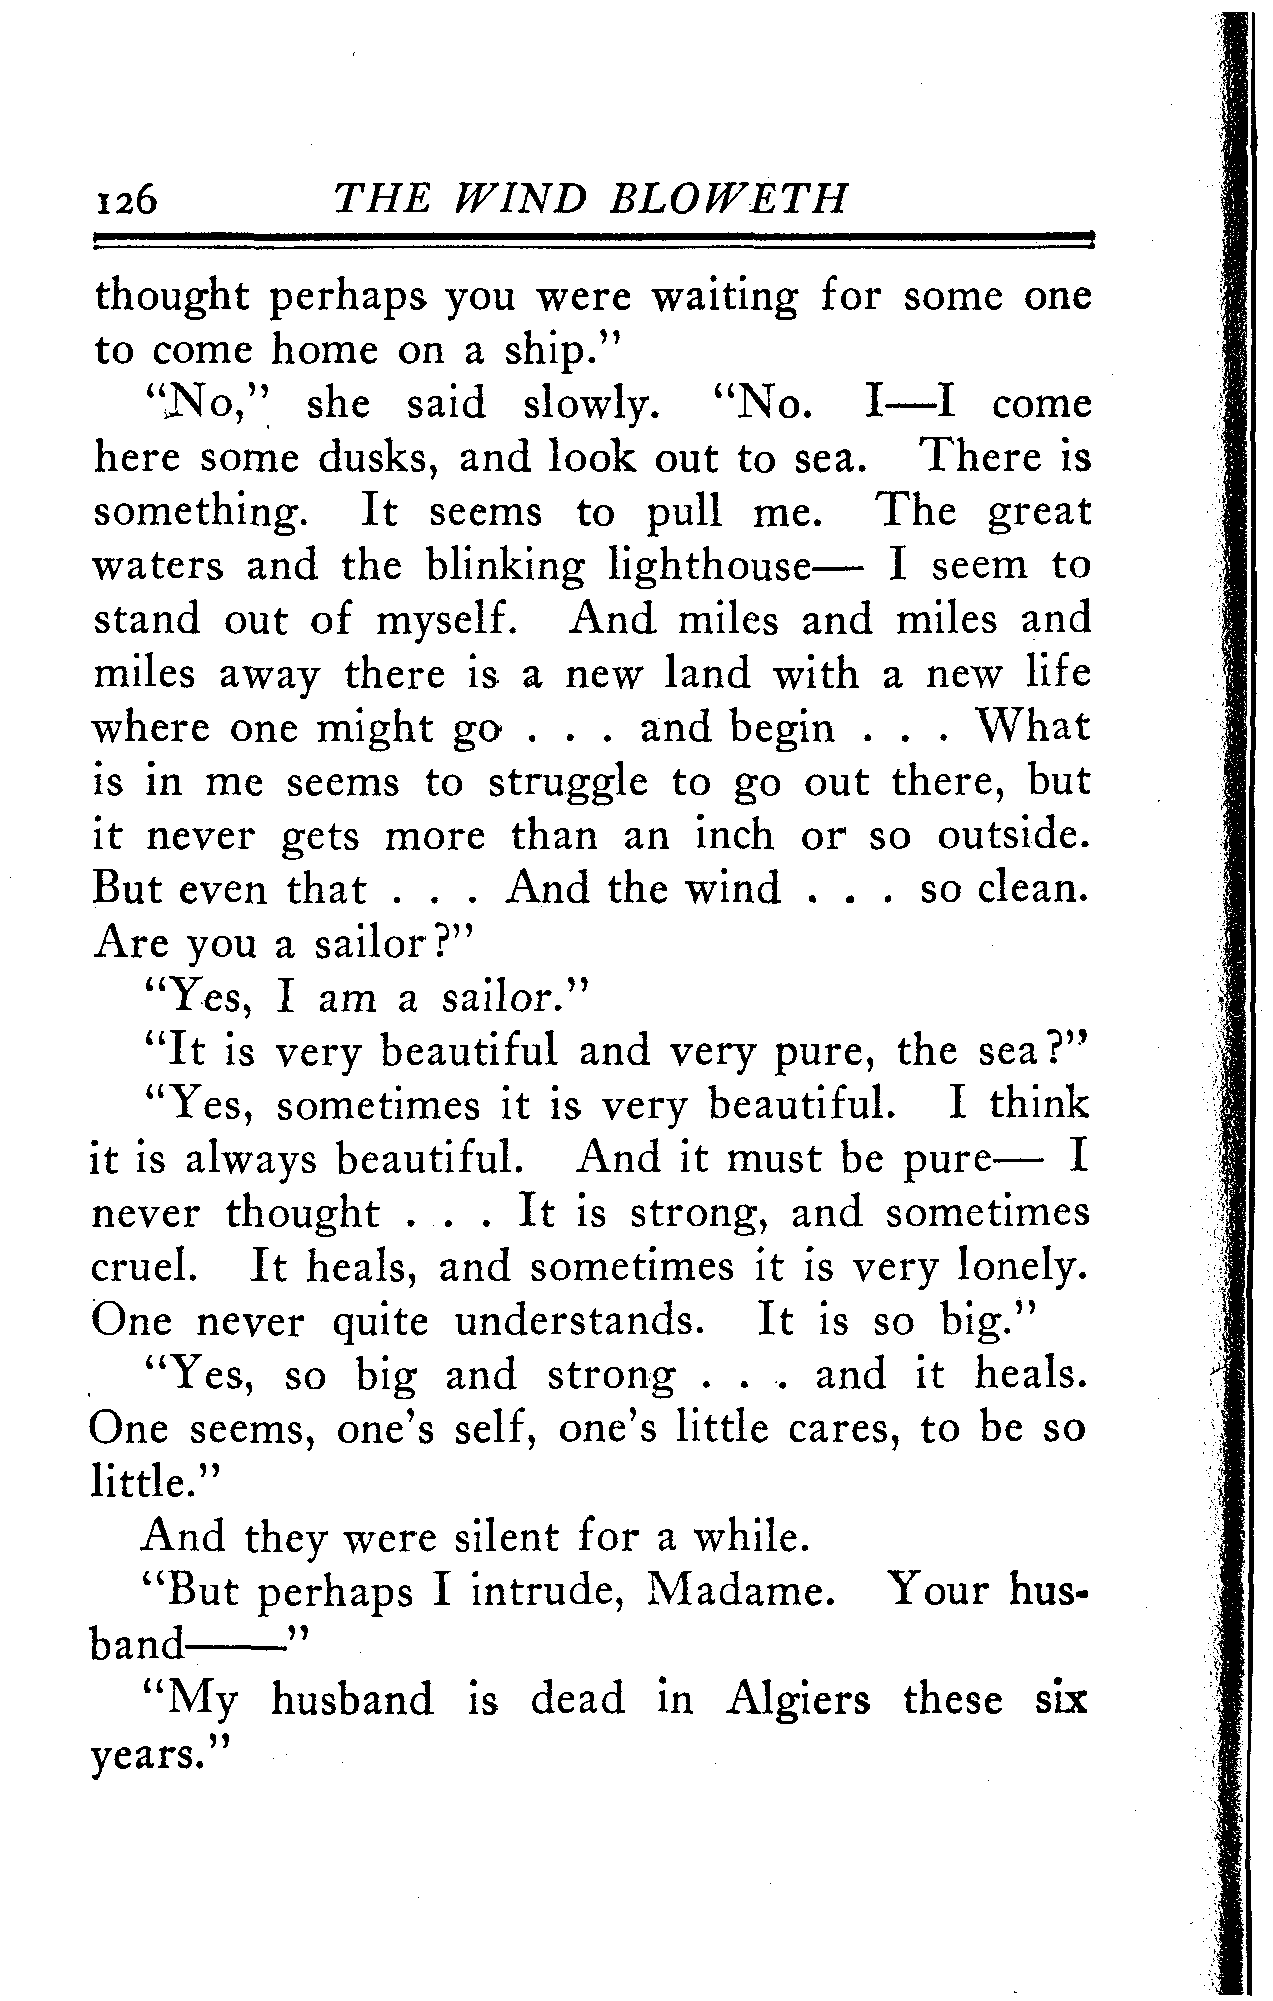 126 THE WIND BLOWETH
thought perhaps you were waiting for some one
to come home on a ship."
"No," she said slowly. "No. I—I come
here some dusks, and look out to sea. There is
something. It seems to pull me. The great
waters and the blinking lighthouse— I seem to
stand out of myself. And miles and miles and
miles away there is a new land with a new life
where one might go . . . and begin . . . What
is in me seems to struggle to go out there, but
it never gets more than an inch or so outside.
But even that . . . And the wind . . . so clean.
Are you a sailor?"
"Yes, I am a sailor."
"It is very beautiful and very pure, the sea?"
"Yes, sometimes it is very beautiful. I think
it is always beautiful. And it must be pure— I
never thought . . . It is strong, and sometimes
cruel. It heals, and sometimes it is very lonely.
One never quite understands. It is so big."
"Yes, so big and strong . . . and it heals.
One seems, one's self, one's little cares, to be so
little."
And they were silent for a while.
"But perhaps I intrude, Madame. Your hus-
band——"
"My husband is dead in Algiers these six
years."